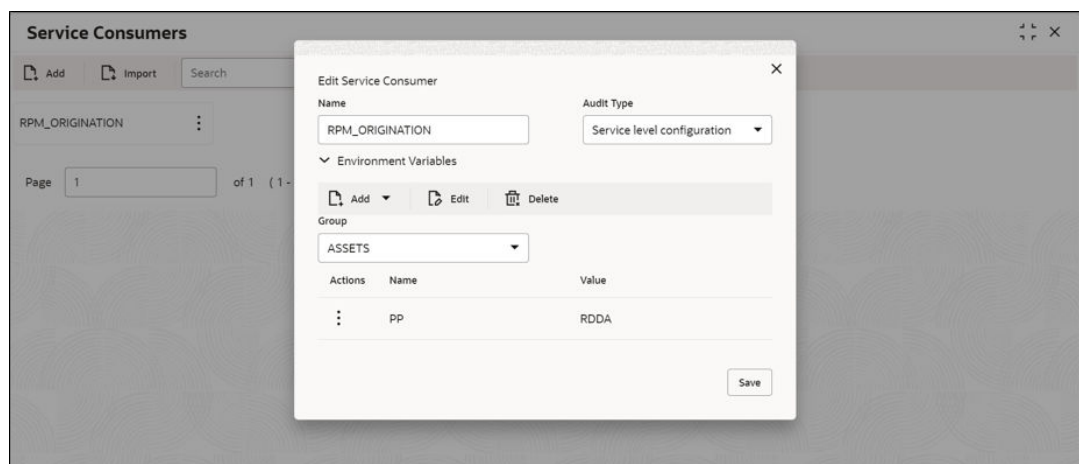 Service Consumers
Add Import Search
RPM_ORIGINATION
Page 1 of 1 (1 -
Edit Service Consumer
Name Audit Type
RPM_ORIGINATION Service level configuration
Environment Variables
Add Edit Delete
Group
ASSETS
Actions Name Value
PP RDDA
Save